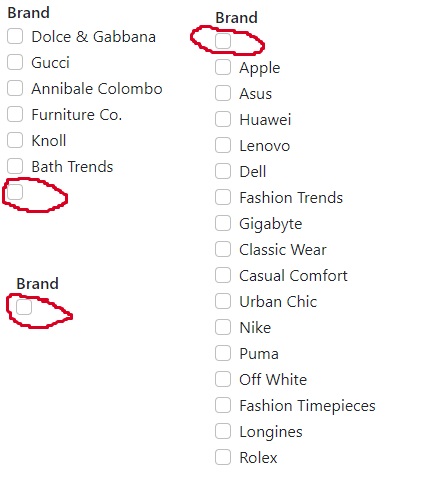 Brand
Dolce & Gabbana
Gucci
Annibale Colombo
Furniture Co.
Knoll
Bath Trends
Brand
Brand
Apple
Asus
Huawei
Lenovo
Dell
Fashion Trends
Gigabyte
Classic Wear
Casual Comfort
Urban Chic
Nike
Puma
Off White
Fashion Timepieces
Longines
Rolex